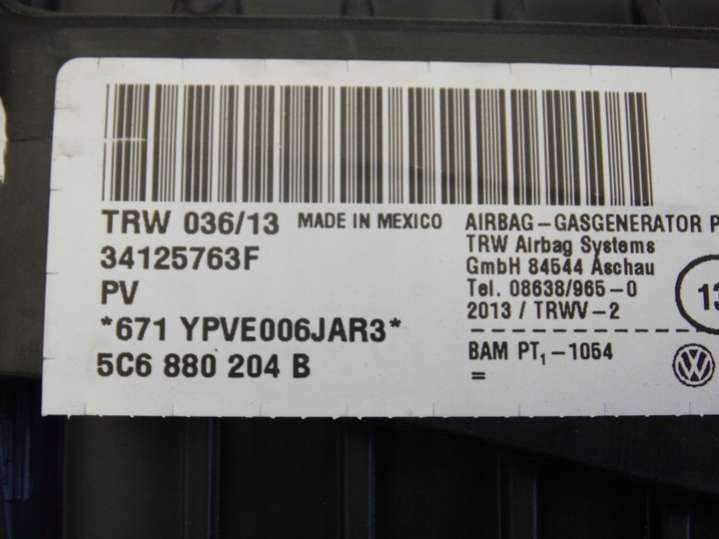 TRW 036/13 MADE IN MEXICO
34125763F
PV
*671 YPVE006JAR3*
5C6 880 204 B
AIRBAG-GASGENERATOR P
TRW Airbag Systems
GmbH 84544 Aschau
Tel. 08638/965-0
2013 / TRWV-2
BAM PT₁-1054
=